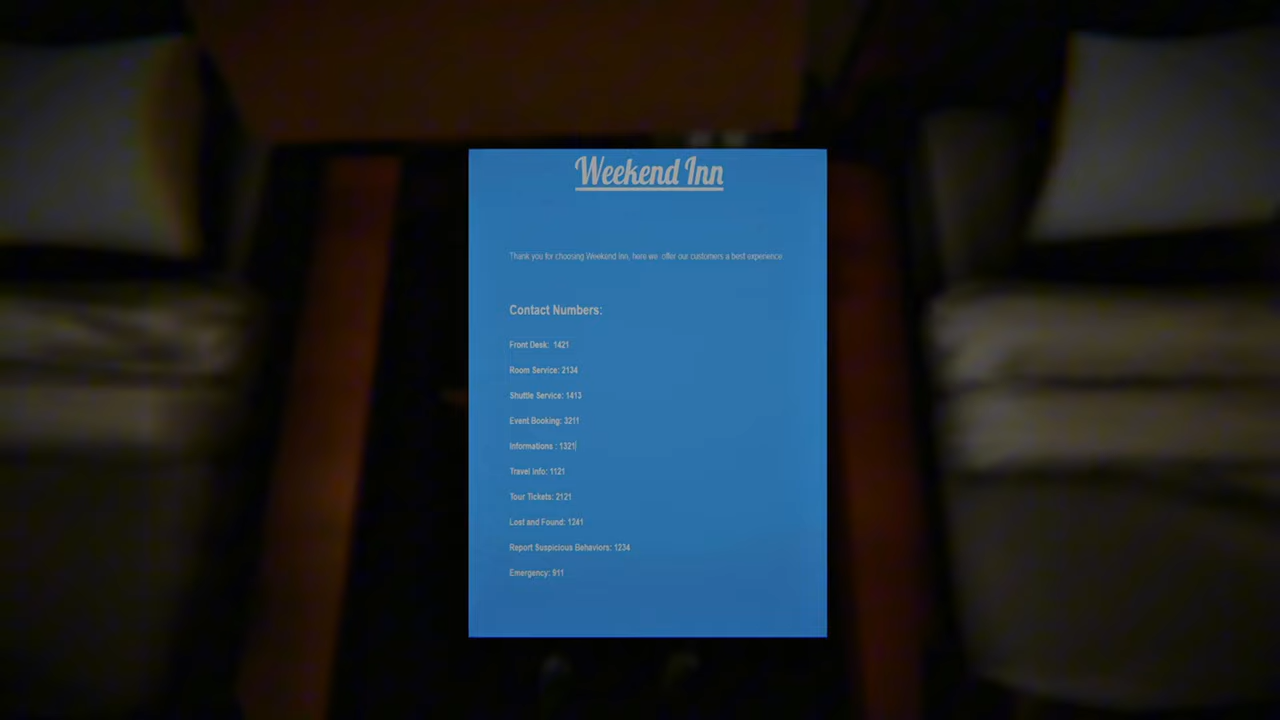 Weekend Inn
Thank you for choosing Weekend Inn, here we offer our customers a best experience.
Contact Numbers:
Front Desk: 1421
Room Service: 2134
Shuttle Service: 1413
Event Booking: 3211
Informations : 1321
Travel Info: 1121
Tour Tickets: 2121
Lost and Found: 1241
Report Suspicious Behaviors: 1234
Emergency: 911